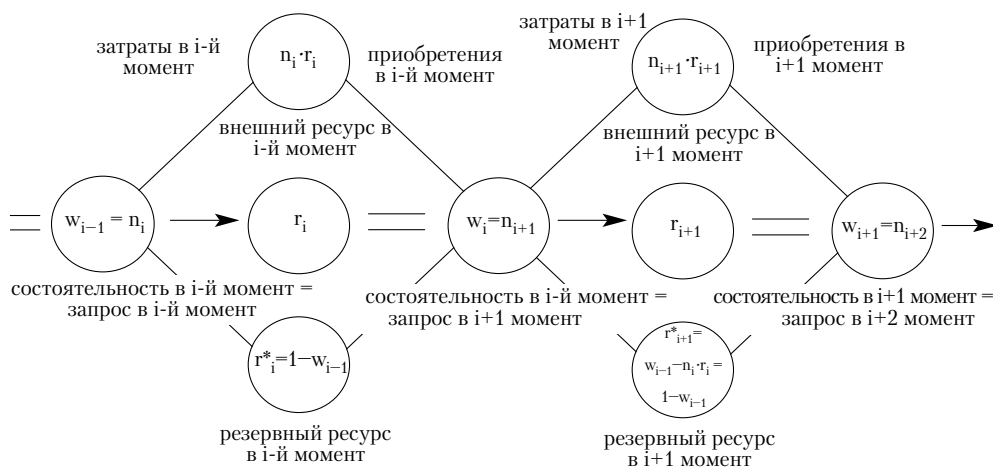 затраты в i-й
момент
n_i·r_i
приобретения
в i-й момент
затраты в i+1
момент
n_{i+1}·r_{i+1}
приобретения в
i+1 момент
внешний ресурс в
i-й момент
внешний ресурс в
i+1 момент
w_{i-1} = n_i
r_i
w_i=n_{i+1}
r_{i+1}
w_{i+1}=n_{i+2}
состоятельность в i-й момент =
запрос в i-й момент
состоятельность в i-й момент =
запрос в i+1 момент
состоятельность в i+1 момент =
запрос в i+2 момент
r*_i=1–w_{i-1}
r*_{i+1}=
w_{i-1}–n_i·r_i=
1–w_{i-1}
резервный ресурс
в i-й момент
резервный ресурс
в i+1 момент